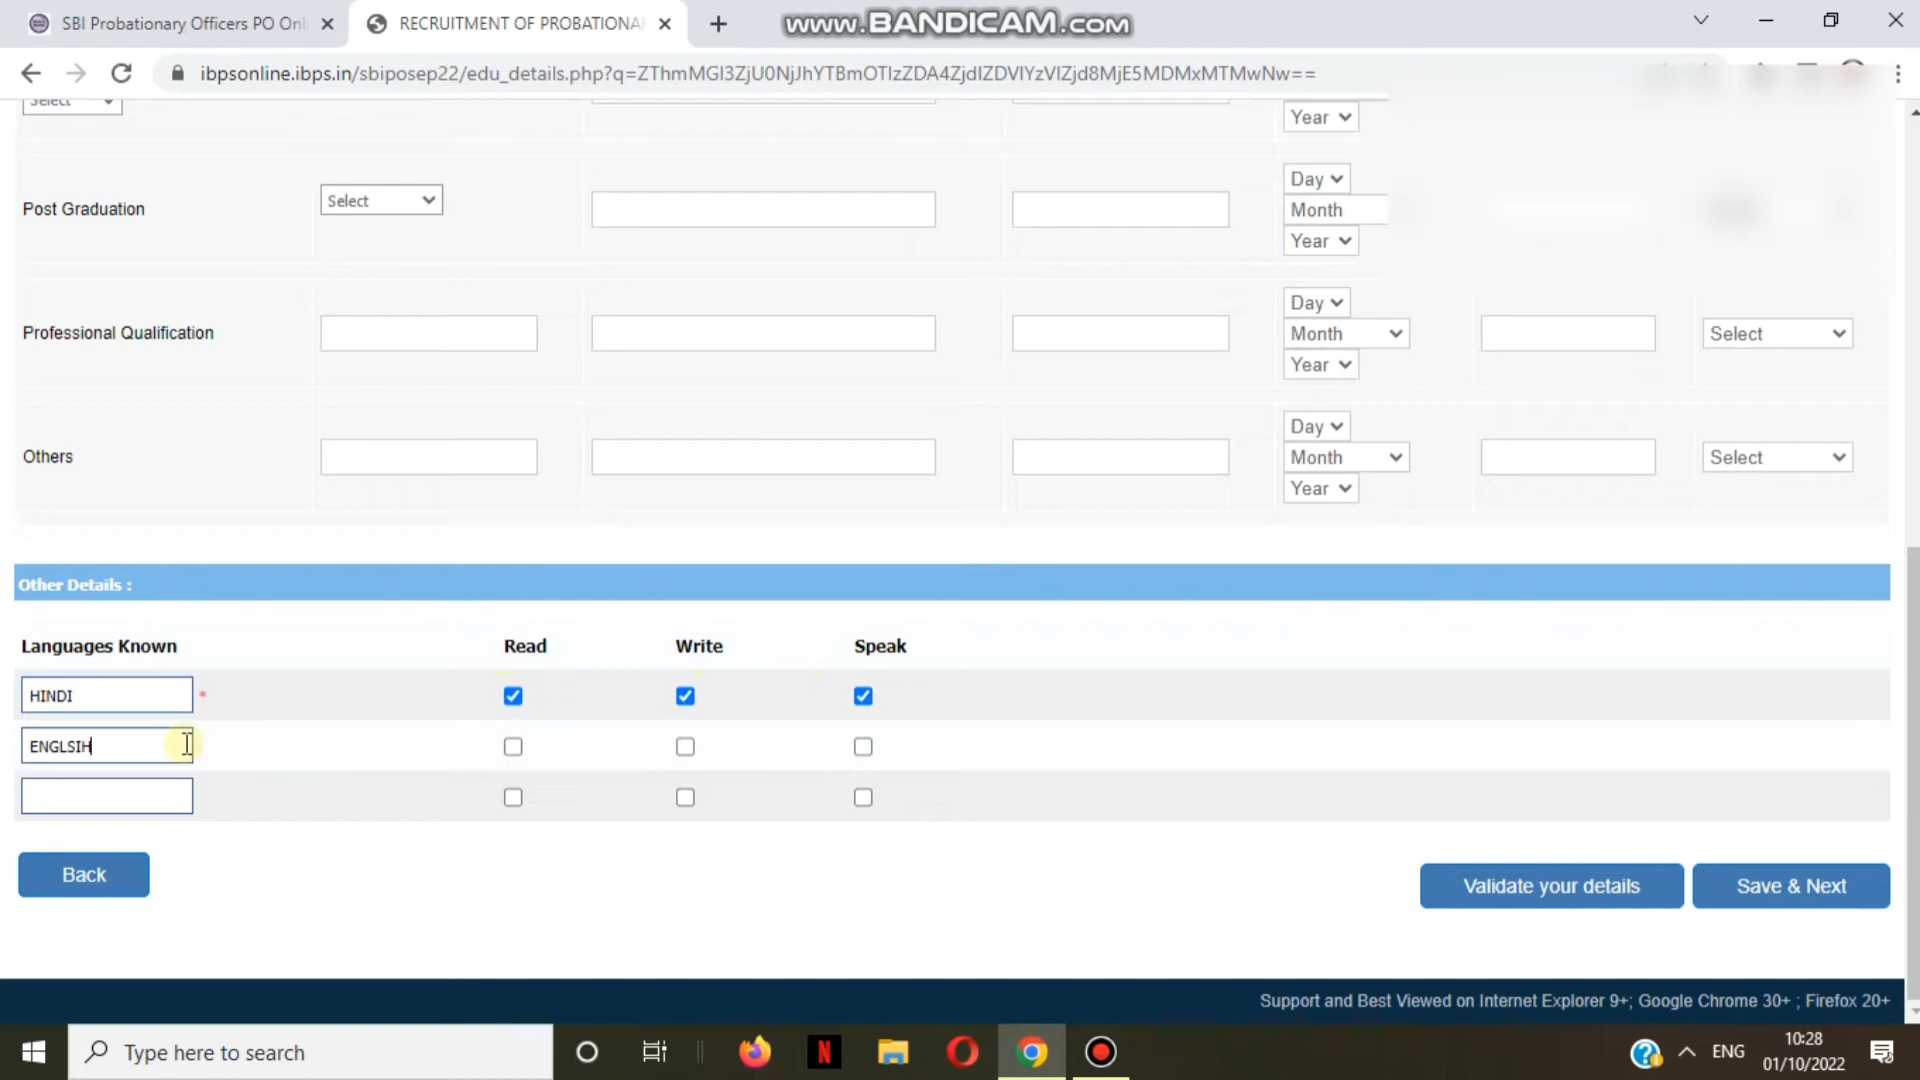 SBI Probationary Officers PO Onl
RECRUITMENT OF PROBATIONA
www.BANDICAM.com
ibpsonline.ibps.in/sbiposep22/edu_details.php?q=ZThmMGI3ZjU0NjJhYTBmOTIzZDA4ZjdlZDVlYzVlZjd8MjE5MDMxMTMwNw==
Select
Year
Post Graduation
Select
Day
Month
Year
Professional Qualification
Day
Month
Year
Select
Others
Day
Month
Year
Select
Other Details :
Languages Known Read Write Speak
HINDI *
ENGLSIH
Back
Validate your details
Save & Next
Support and Best Viewed on Internet Explorer 9+; Google Chrome 30+ ; Firefox 20+
Type here to search
ENG
10:28
01/10/2022